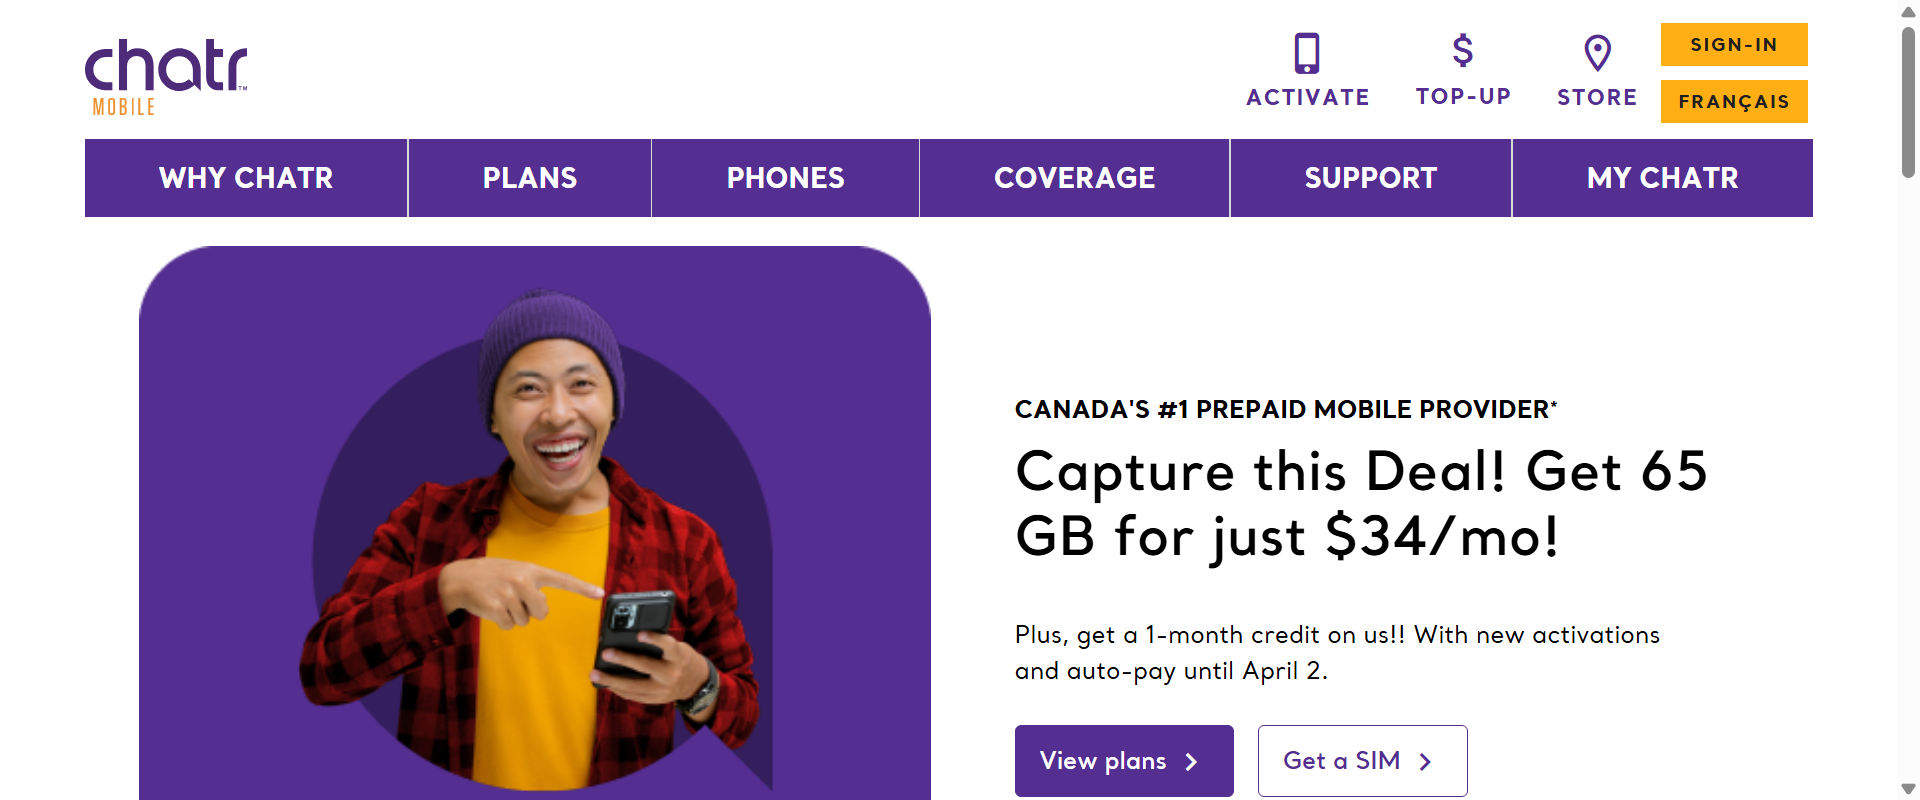 chatr™
MOBILE
ACTIVATE
TOP-UP
STORE
SIGN-IN
FRANÇAIS
WHY CHATR
PLANS
PHONES
COVERAGE
SUPPORT
MY CHATR
CANADA'S #1 PREPAID MOBILE PROVIDER*
Capture this Deal! Get 65
GB for just $34/mo!
Plus, get a 1-month credit on us!! With new activations
and auto-pay until April 2.
View plans
Get a SIM